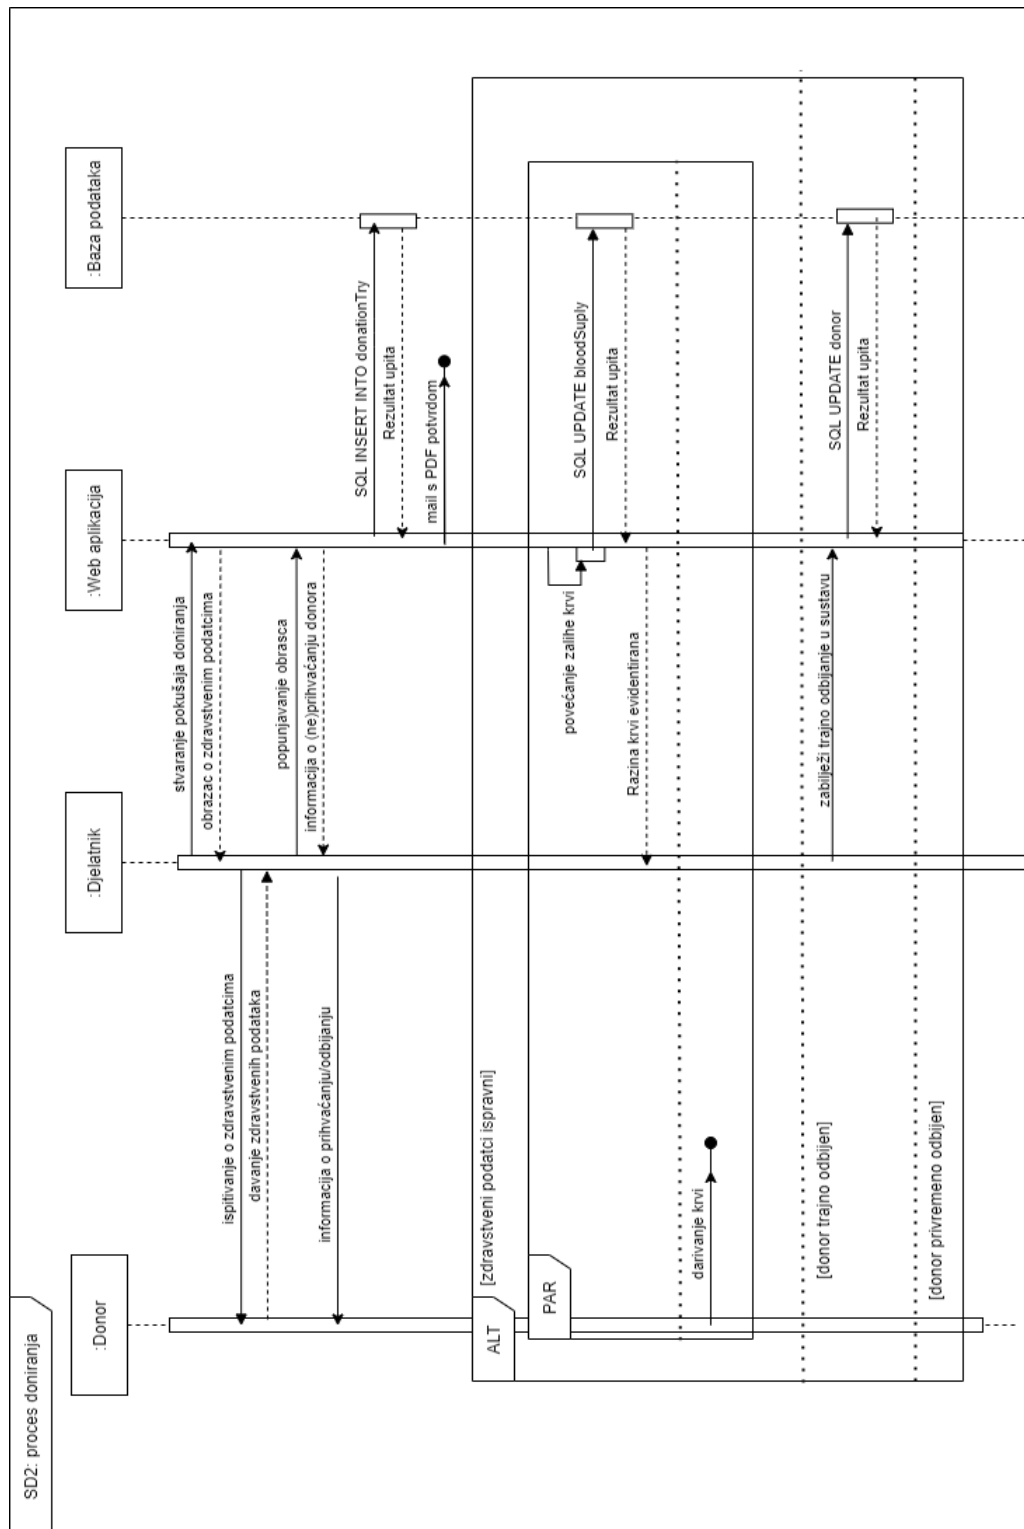 SD2: proces doniranja
:Donor
:Djelatnik
:Web aplikacija
:Baza podataka
stvaranje pokušaja doniranja
obrazac o zdravstvenim podatcima
ispitivanje o zdravstvenim podatcima
davanje zdravstvenih podataka
popunjavanje obrasca
informacija o (ne)prihvaćanju donora
informacija o prihvaćanju/odbijanju
SQL INSERT INTO donationTry
Rezultat upita
mail s PDF potvrdom
ALT
[zdravstveni podatci ispravni]
PAR
povećanje zalihe krvi
SQL UPDATE bloodSuply
Rezultat upita
Razina krvi evidentirana
darivanje krvi
[donor trajno odbijen]
zabilježi trajno odbijanje u sustavu
SQL UPDATE donor
Rezultat upita
[donor privremeno odbijen]